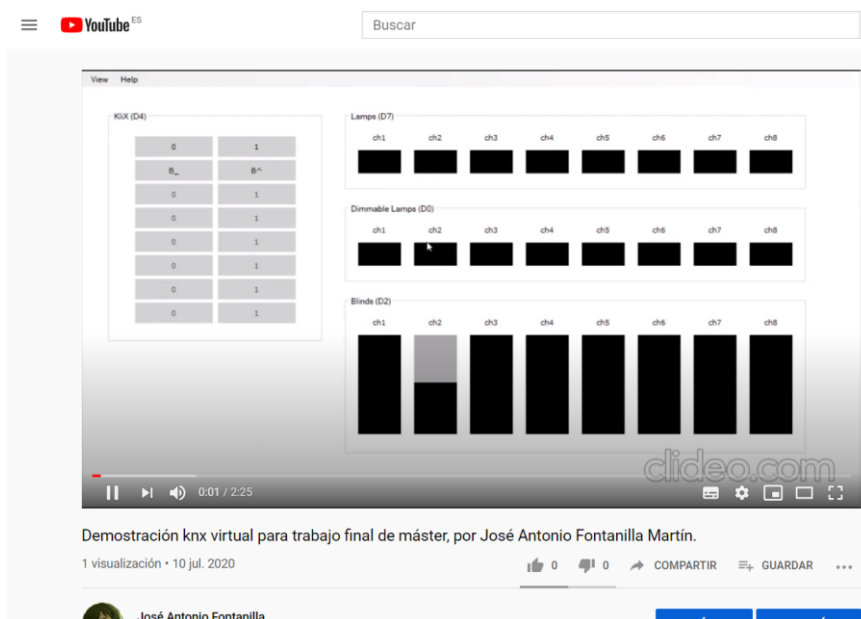 YouTube ES
Buscar
View Help
KliX (D4)
0 1
B_ B^
0 1
0 1
0 1
0 1
0 1
0 1
Lamps (D7)
ch1 ch2 ch3 ch4 ch5 ch6 ch7 ch8
Dimmable Lamps (D0)
ch1 ch2 ch3 ch4 ch5 ch6 ch7 ch8
Blinds (D2)
ch1 ch2 ch3 ch4 ch5 ch6 ch7 ch8
clideo.com
0:01 / 2:25
Demostración knx virtual para trabajo final de máster, por José Antonio Fontanilla Martín.
1 visualización • 10 jul. 2020
0 0 COMPARTIR GUARDAR
José Antonio Fontanilla